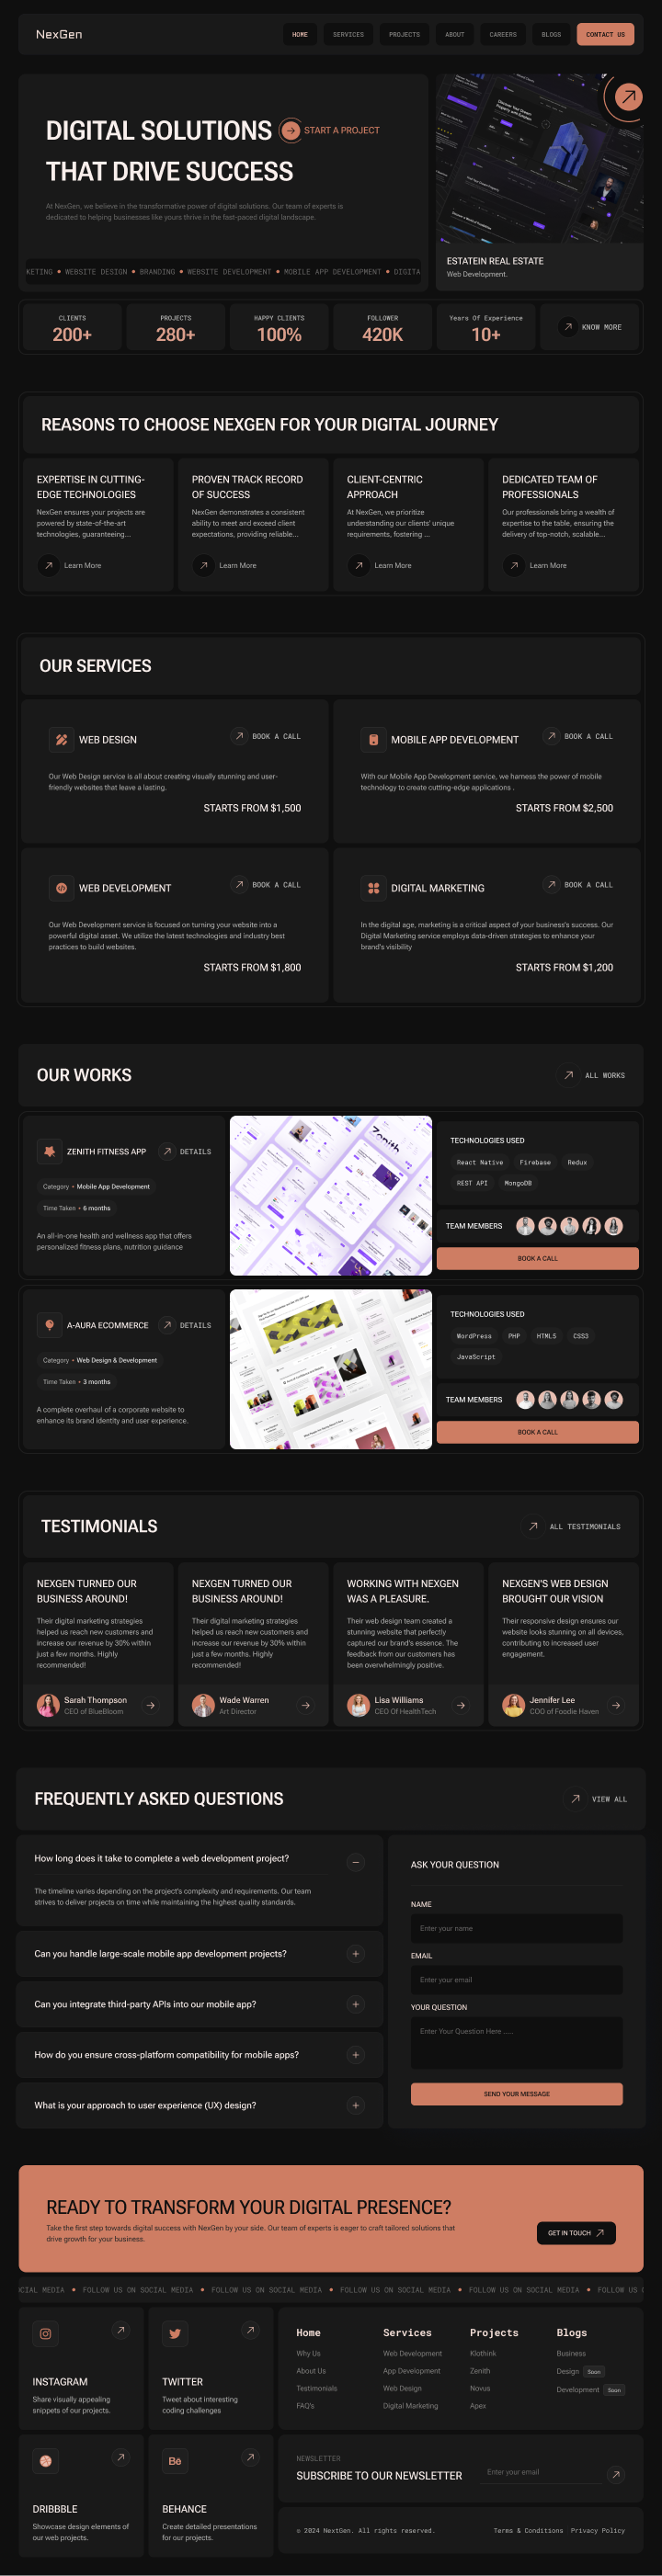 NexGen
HOME SERVICES PROJECTS ABOUT CAREERS BLOGS CONTACT US
DIGITAL SOLUTIONS START A PROJECT
THAT DRIVE SUCCESS
At NexGen, we believe in the transformative power of digital solutions. Our team of experts is
dedicated to helping businesses like yours thrive in the fast-paced digital landscape.
KETING • WEBSITE DESIGN • BRANDING • WEBSITE DEVELOPMENT • MOBILE APP DEVELOPMENT • DIGITA
ESTATEIN REAL ESTATE
Web Development.
CLIENTS
200+
PROJECTS
280+
HAPPY CLIENTS
100%
FOLLOWER
420K
Years Of Experience
10+
KNOW MORE
REASONS TO CHOOSE NEXGEN FOR YOUR DIGITAL JOURNEY
EXPERTISE IN CUTTING-
EDGE TECHNOLOGIES
NexGen ensures your projects are
powered by state-of-the-art
technologies, guaranteeing...
Learn More
PROVEN TRACK RECORD
OF SUCCESS
NexGen demonstrates a consistent
ability to meet and exceed client
expectations, providing reliable...
Learn More
CLIENT-CENTRIC
APPROACH
At NexGen, we prioritize
understanding our clients' unique
requirements, fostering ...
Learn More
DEDICATED TEAM OF
PROFESSIONALS
Our professionals bring a wealth of
expertise to the table, ensuring the
delivery of top-notch, scalable...
Learn More
OUR SERVICES
WEB DESIGN
BOOK A CALL
Our Web Design service is all about creating visually stunning and user-
friendly websites that leave a lasting.
STARTS FROM $1,500
MOBILE APP DEVELOPMENT
BOOK A CALL
With our Mobile App Development service, we harness the power of mobile
technology to create cutting-edge applications .
STARTS FROM $2,500
WEB DEVELOPMENT
BOOK A CALL
Our Web Development service is focused on turning your website into a
powerful digital asset. We utilize the latest technologies and industry best
practices to build websites.
STARTS FROM $1,800
DIGITAL MARKETING
BOOK A CALL
In the digital age, marketing is a critical aspect of your business's success. Our
Digital Marketing service employs data-driven strategies to enhance your
brand's visibility
STARTS FROM $1,200
OUR WORKS
ALL WORKS
ZENITH FITNESS APP
DETAILS
Category • Mobile App Development
Time Taken • 6 months
An all-in-one health and wellness app that offers
personalized fitness plans, nutrition guidance
Zenith
TECHNOLOGIES USED
React Native Firebase Redux
REST API MongoDB
TEAM MEMBERS
BOOK A CALL
A-AURA ECOMMERCE
DETAILS
Category • Web Design & Development
Time Taken • 3 months
A complete overhaul of a corporate website to
enhance its brand identity and user experience.
TECHNOLOGIES USED
WordPress PHP HTML5 CSS3
JavaScript
TEAM MEMBERS
BOOK A CALL
TESTIMONIALS
ALL TESTIMONIALS
NEXGEN TURNED OUR
BUSINESS AROUND!
Their digital marketing strategies
helped us reach new customers and
increase our revenue by 30% within
just a few months. Highly
recommended!
Sarah Thompson
CEO of BlueBloom
NEXGEN TURNED OUR
BUSINESS AROUND!
Their digital marketing strategies
helped us reach new customers and
increase our revenue by 30% within
just a few months. Highly
recommended!
Wade Warren
Art Director
WORKING WITH NEXGEN
WAS A PLEASURE.
Their web design team created a
stunning website that perfectly
captured our brand's essence. The
feedback from our customers has
been overwhelmingly positive.
Lisa Williams
CEO Of HealthTech
NEXGEN'S WEB DESIGN
BROUGHT OUR VISION
Their responsive design ensures our
website looks stunning on all devices,
contributing to increased user
engagement.
Jennifer Lee
COO of Foodie Haven
FREQUENTLY ASKED QUESTIONS
VIEW ALL
How long does it take to complete a web development project?
The timeline varies depending on the project's complexity and requirements. Our team
strives to deliver projects on time while maintaining the highest quality standards.
Can you handle large-scale mobile app development projects?
Can you integrate third-party APIs into our mobile app?
How do you ensure cross-platform compatibility for mobile apps?
What is your approach to user experience (UX) design?
ASK YOUR QUESTION
NAME
Enter your name
EMAIL
Enter your email
YOUR QUESTION
Enter Your Question Here .....
SEND YOUR MESSAGE
READY TO TRANSFORM YOUR DIGITAL PRESENCE?
Take the first step towards digital success with NexGen by your side. Our team of experts is eager to craft tailored solutions that
drive growth for your business.
GET IN TOUCH
OCIAL MEDIA • FOLLOW US ON SOCIAL MEDIA • FOLLOW US ON SOCIAL MEDIA • FOLLOW US ON SOCIAL MEDIA • FOLLOW US ON SOCIAL MEDIA • FOLLOW US
INSTAGRAM
Share visually appealing
snippets of our projects.
TWITTER
Tweet about interesting
coding challenges
DRIBBBLE
Showcase design elements of
our web projects.
Bē
BEHANCE
Create detailed presentations
for our projects.
Home
Why Us
About Us
Testimonials
FAQ's
Services
Web Development
App Development
Web Design
Digital Marketing
Projects
Klothink
Zenith
Novus
Apex
Blogs
Business
Design Soon
Development Soon
NEWSLETTER
SUBSCRIBE TO OUR NEWSLETTER
Enter your email
© 2024 NextGen. All rights reserved.
Terms & Conditions Privacy Policy